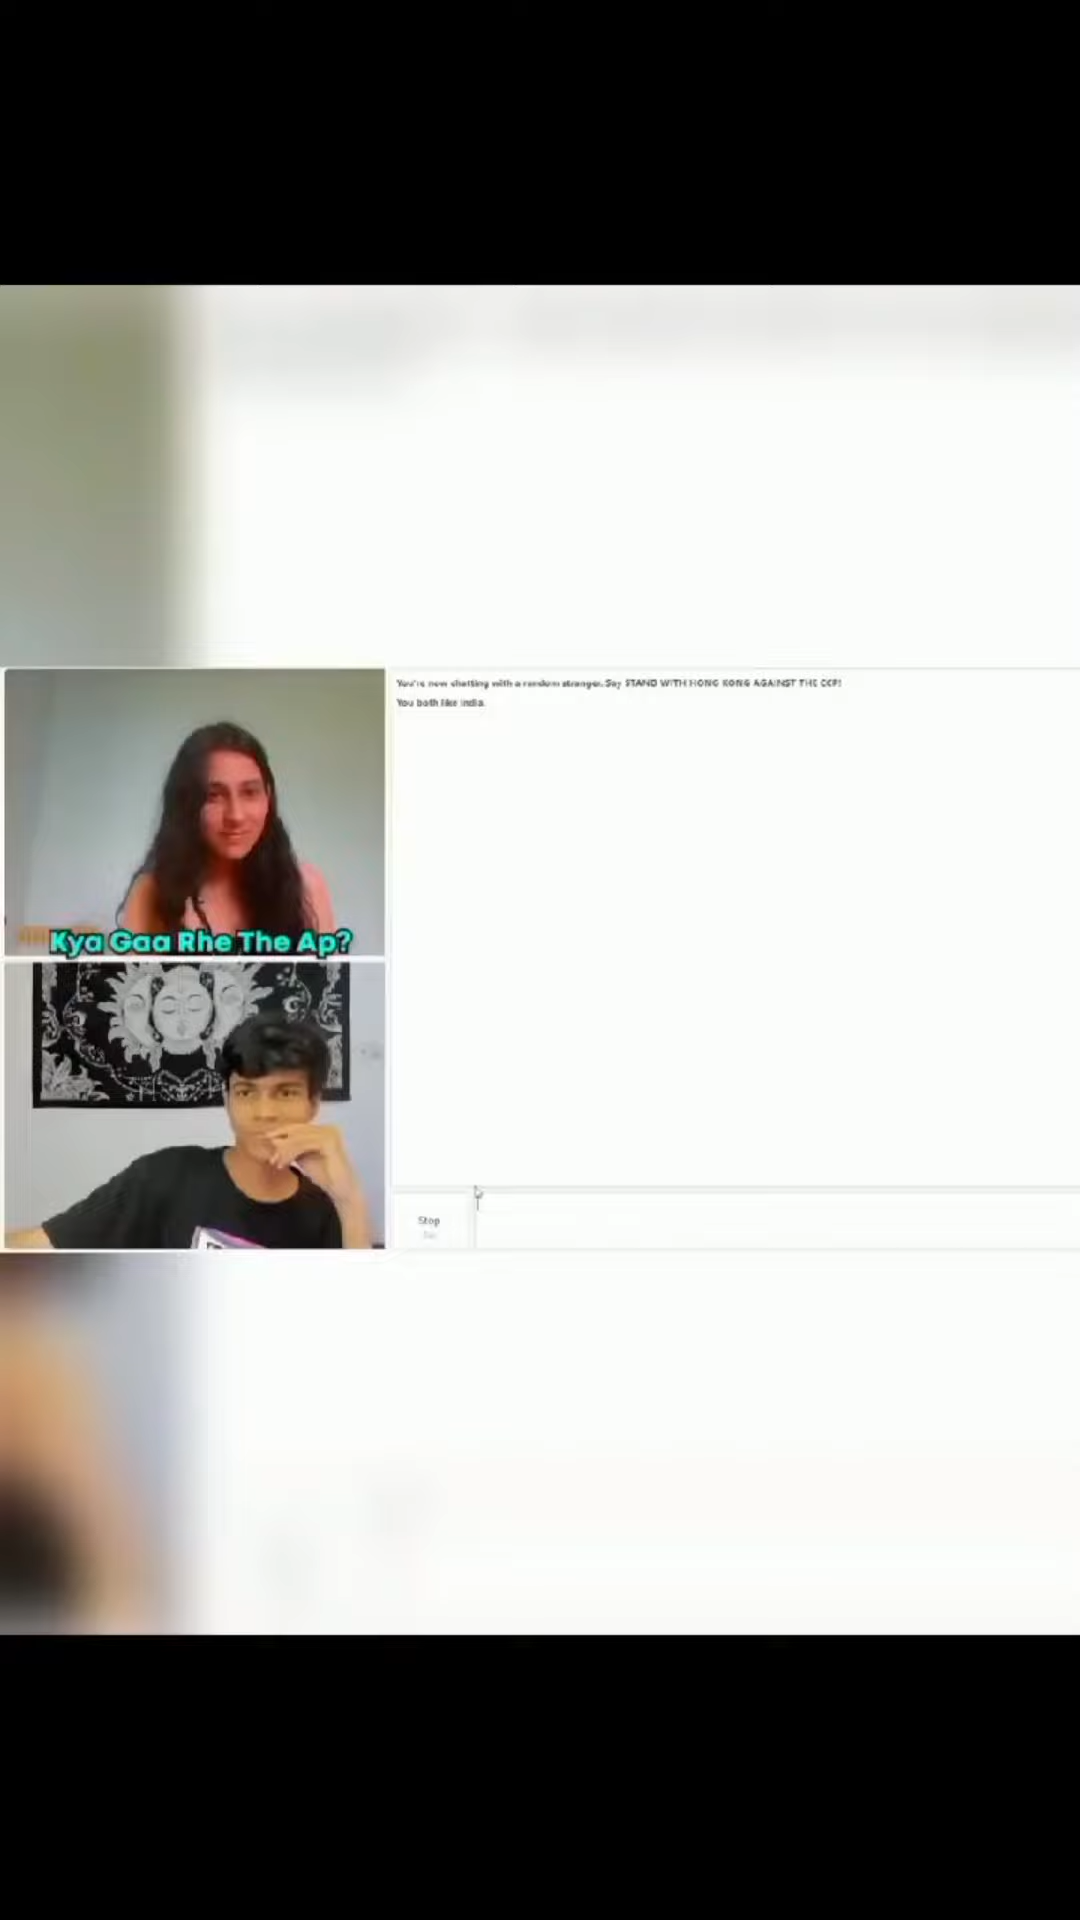 You're now chatting with a random stranger. Say STAND WITH HONG KONG AGAINST THE CCP!
You both like India.
Kya Gaa Rhe The Ap?
Stop